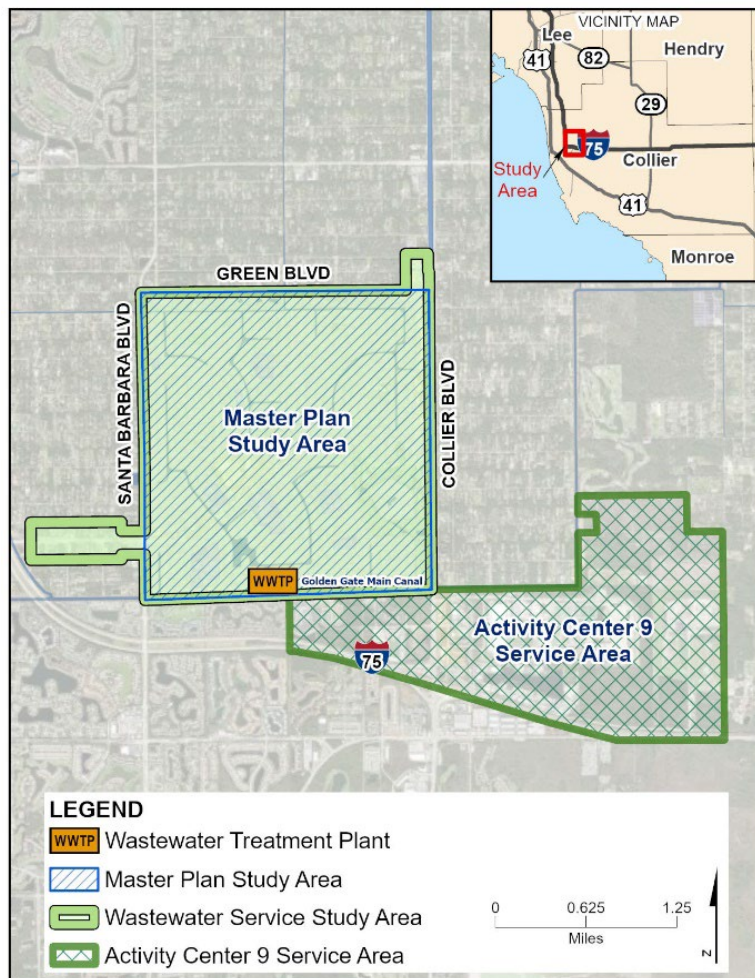 VICINITY MAP
Lee
Hendry
41
82
29
75
Collier
Study
Area
41
Monroe
GREEN BLVD
SANTA BARBARA BLVD
COLLIER BLVD
Master Plan
Study Area
WWTP
Golden Gate Main Canal
Activity Center 9
Service Area
75
LEGEND
WWTP Wastewater Treatment Plant
Master Plan Study Area
Wastewater Service Study Area
Activity Center 9 Service Area
0 0.625 1.25
Miles
N